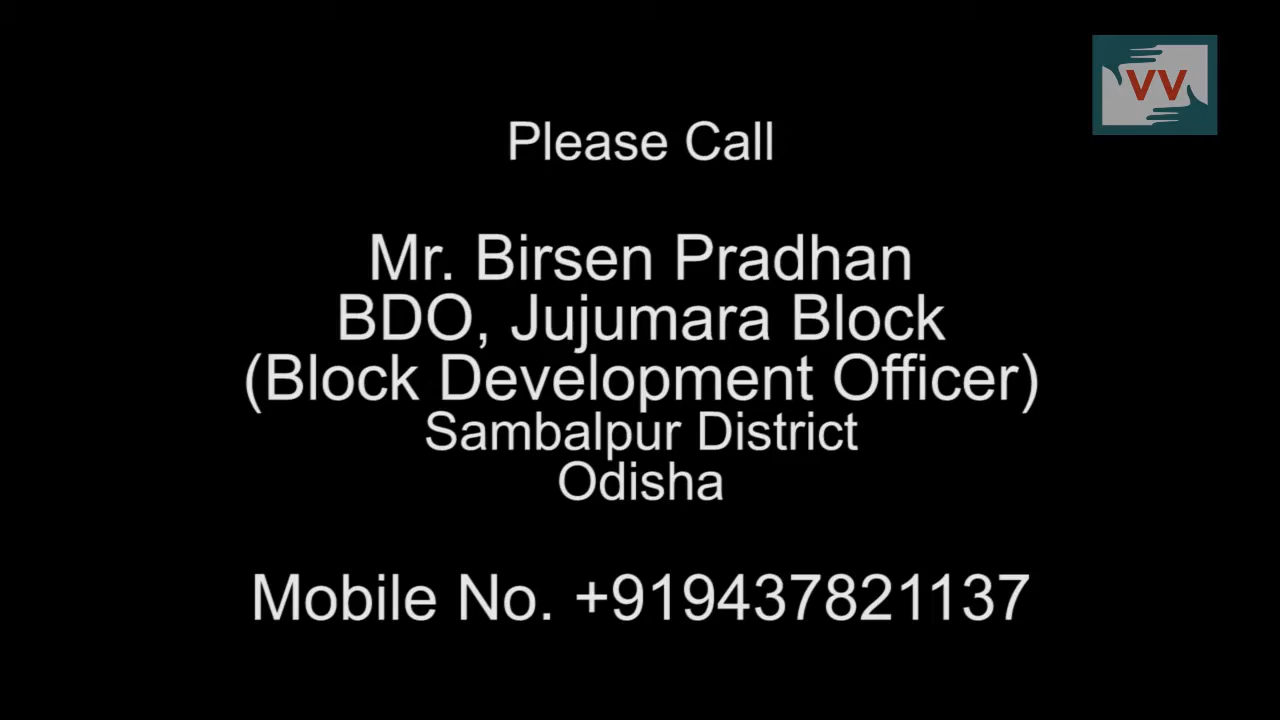 VV
Please Call
Mr. Birsen Pradhan
BDO, Jujumara Block
(Block Development Officer)
Sambalpur District
Odisha
Mobile No. +919437821137